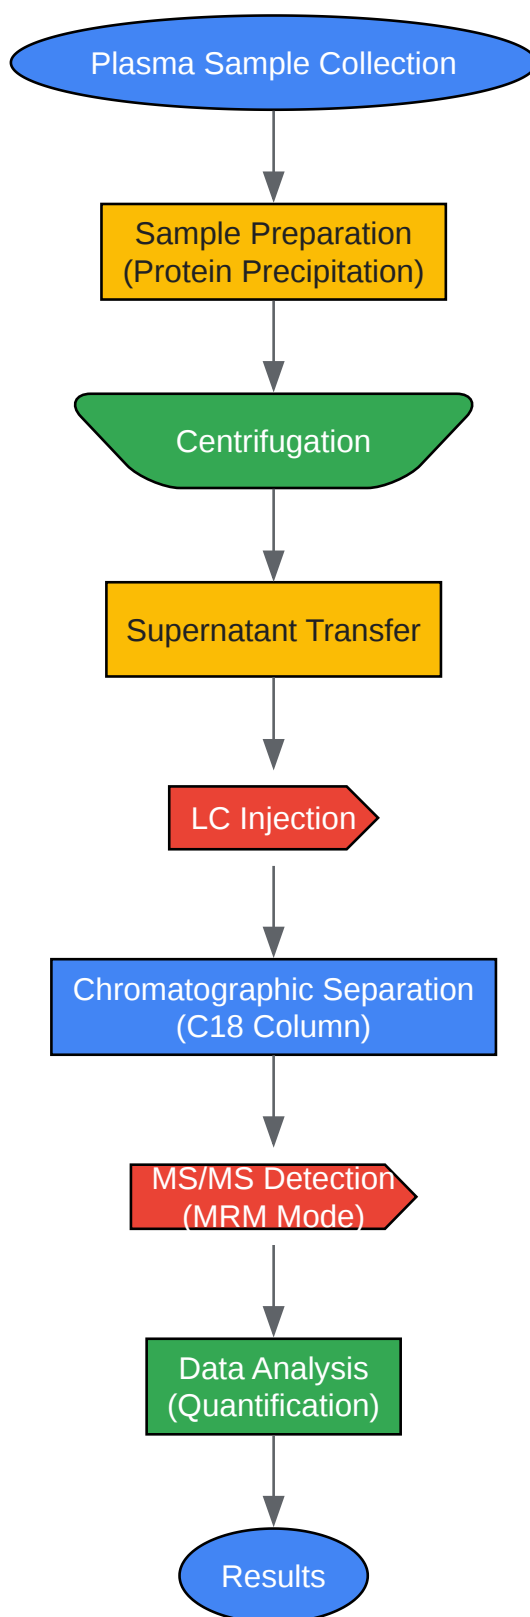 Plasma Sample Collection
Sample Preparation
(Protein Precipitation)
Centrifugation
Supernatant Transfer
LC Injection
Chromatographic Separation
(C18 Column)
MS/MS Detection
(MRM Mode)
Data Analysis
(Quantification)
Results